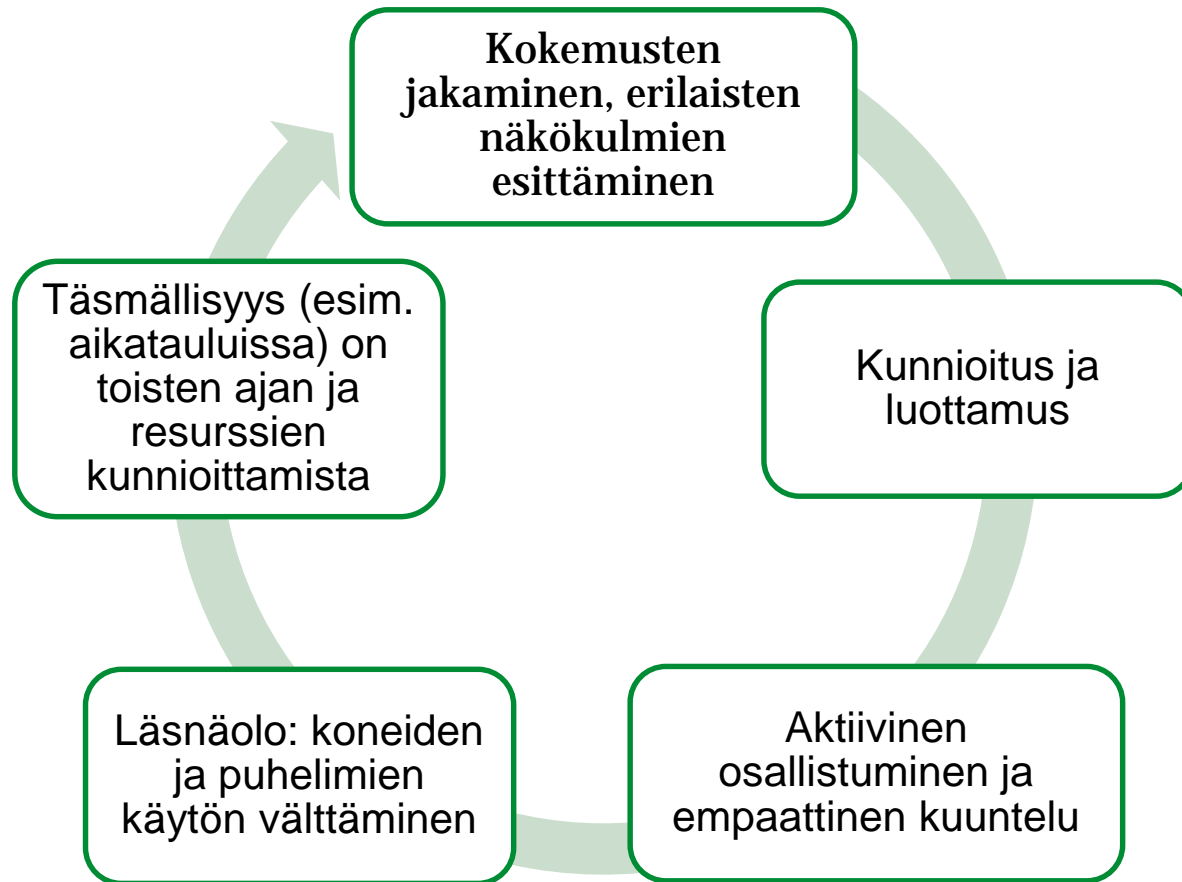 Kokemusten
jakaminen, erilaisten
näkökulmien
esittäminen
Kunnioitus ja
luottamus
Aktiivinen
osallistuminen ja
empaattinen kuuntelu
Läsnäolo: koneiden
ja puhelimien
käytön välttäminen
Täsmällisyys (esim.
aikatauluissa) on
toisten ajan ja
resurssien
kunnioittamista